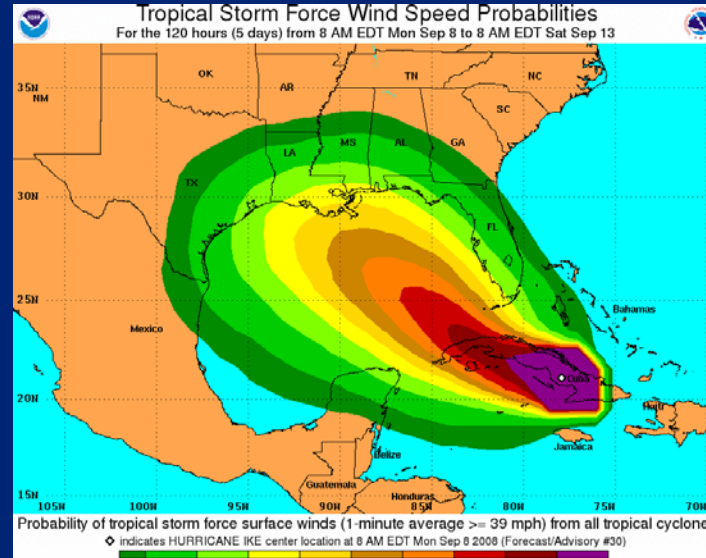 Tropical Storm Force Wind Speed Probabilities
For the 120 hours (5 days) from 8 AM EDT Mon Sep 8 to 8 AM EDT Sat Sep 13
35N
NM
OK
AR
TN
NC
SC
MS
AL
GA
LA
TX
30N
FL
25N
Mexico
Bahamas
Cuba
20N
Haiti
Jamaica
Belize
Guatemala
Honduras
15N
105W
100W
95W
90W
85W
80W
75W
70W
Probability of tropical storm force surface winds (1-minute average >= 39 mph) from all tropical cyclone
indicates HURRICANE IKE center location at 8 AM EDT Mon Sep 8 2008 (Forecast/Advisory #30)